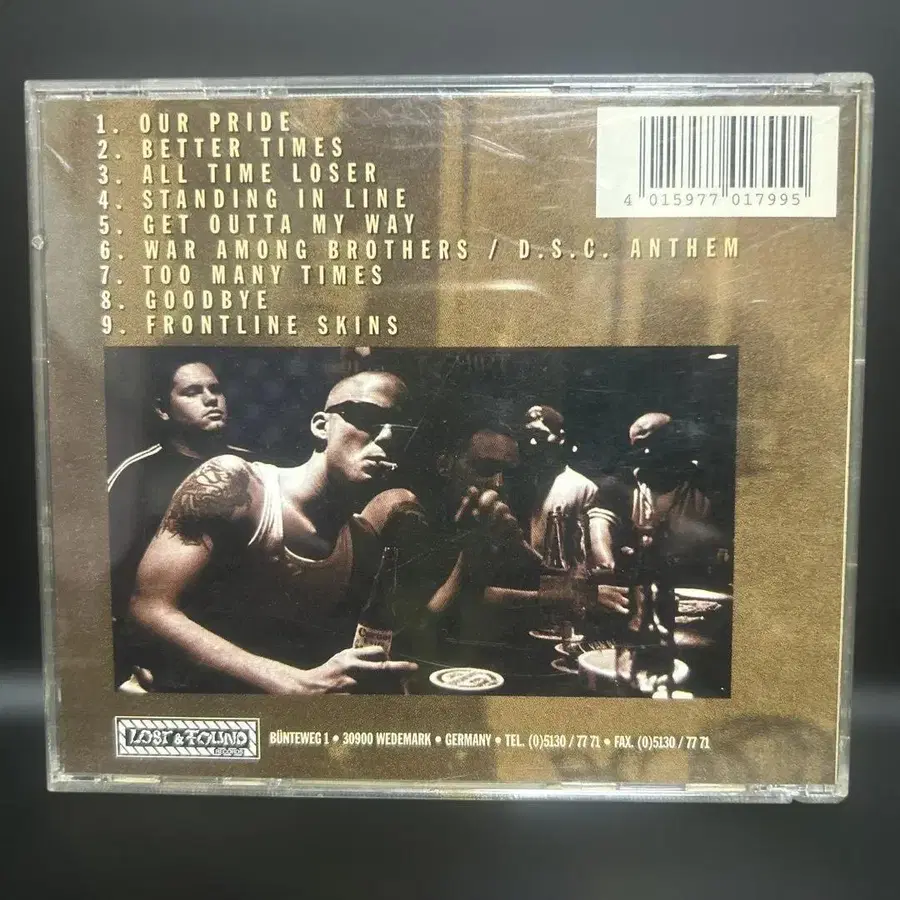 1. OUR PRIDE
2. BETTER TIMES
3. ALL TIME LOSER
4. STANDING IN LINE
5. GET OUTTA MY WAY
6. WAR AMONG BROTHERS / D.S.C. ANTHEM
7. TOO MANY TIMES
8. GOODBYE
9. FRONTLINE SKINS
4 015977 017995
LOST & FOUND
BÜNTEWEG 1 • 30900 WEDEMARK • GERMANY • TEL. (0)5130 / 77 71 • FAX. (0)5130 / 77 71